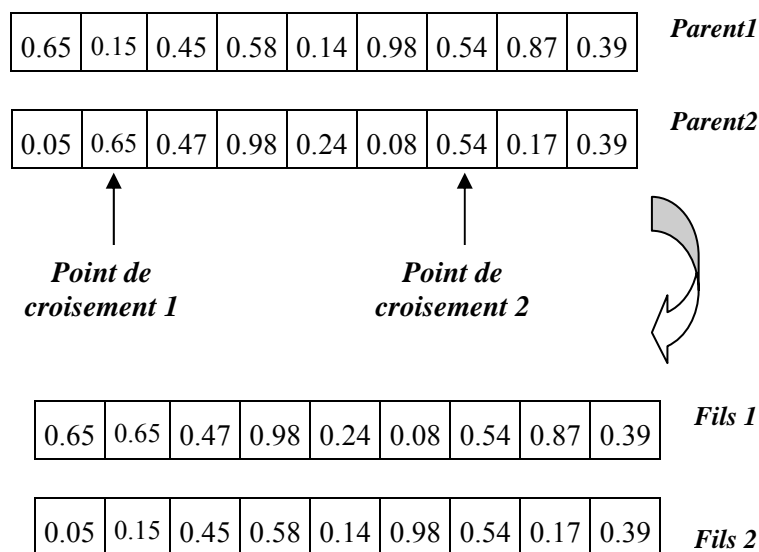 0.65 0.15 0.45 0.58 0.14 0.98 0.54 0.87 0.39 Parent1
0.05 0.65 0.47 0.98 0.24 0.08 0.54 0.17 0.39 Parent2
Point de
croisement 1
Point de
croisement 2
0.65 0.65 0.47 0.98 0.24 0.08 0.54 0.87 0.39 Fils 1
0.05 0.15 0.45 0.58 0.14 0.98 0.54 0.17 0.39 Fils 2